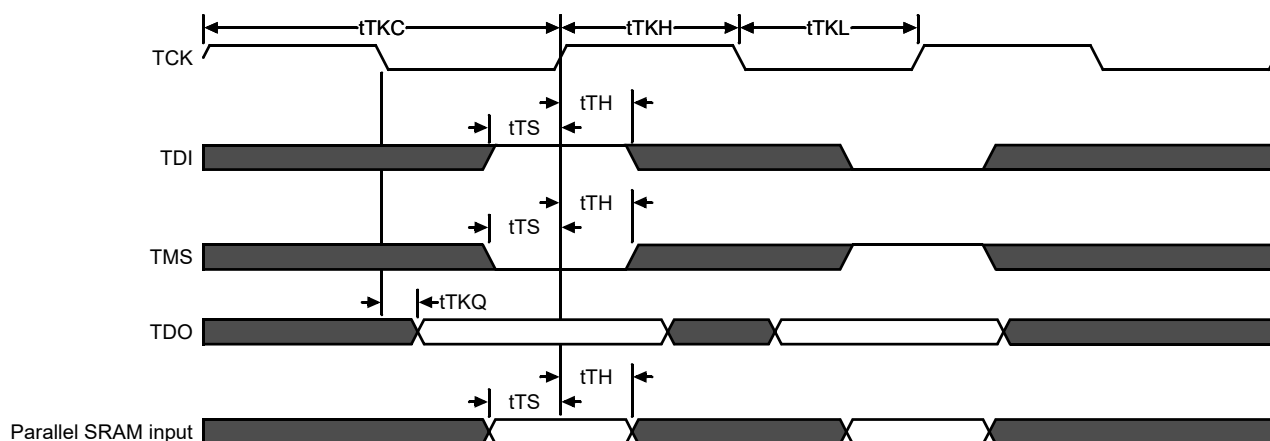 tTKC tTKH tTKL
TCK
tTH
tTS
TDI
tTH
tTS
TMS
tTKQ
TDO
tTH
tTS
Parallel SRAM input